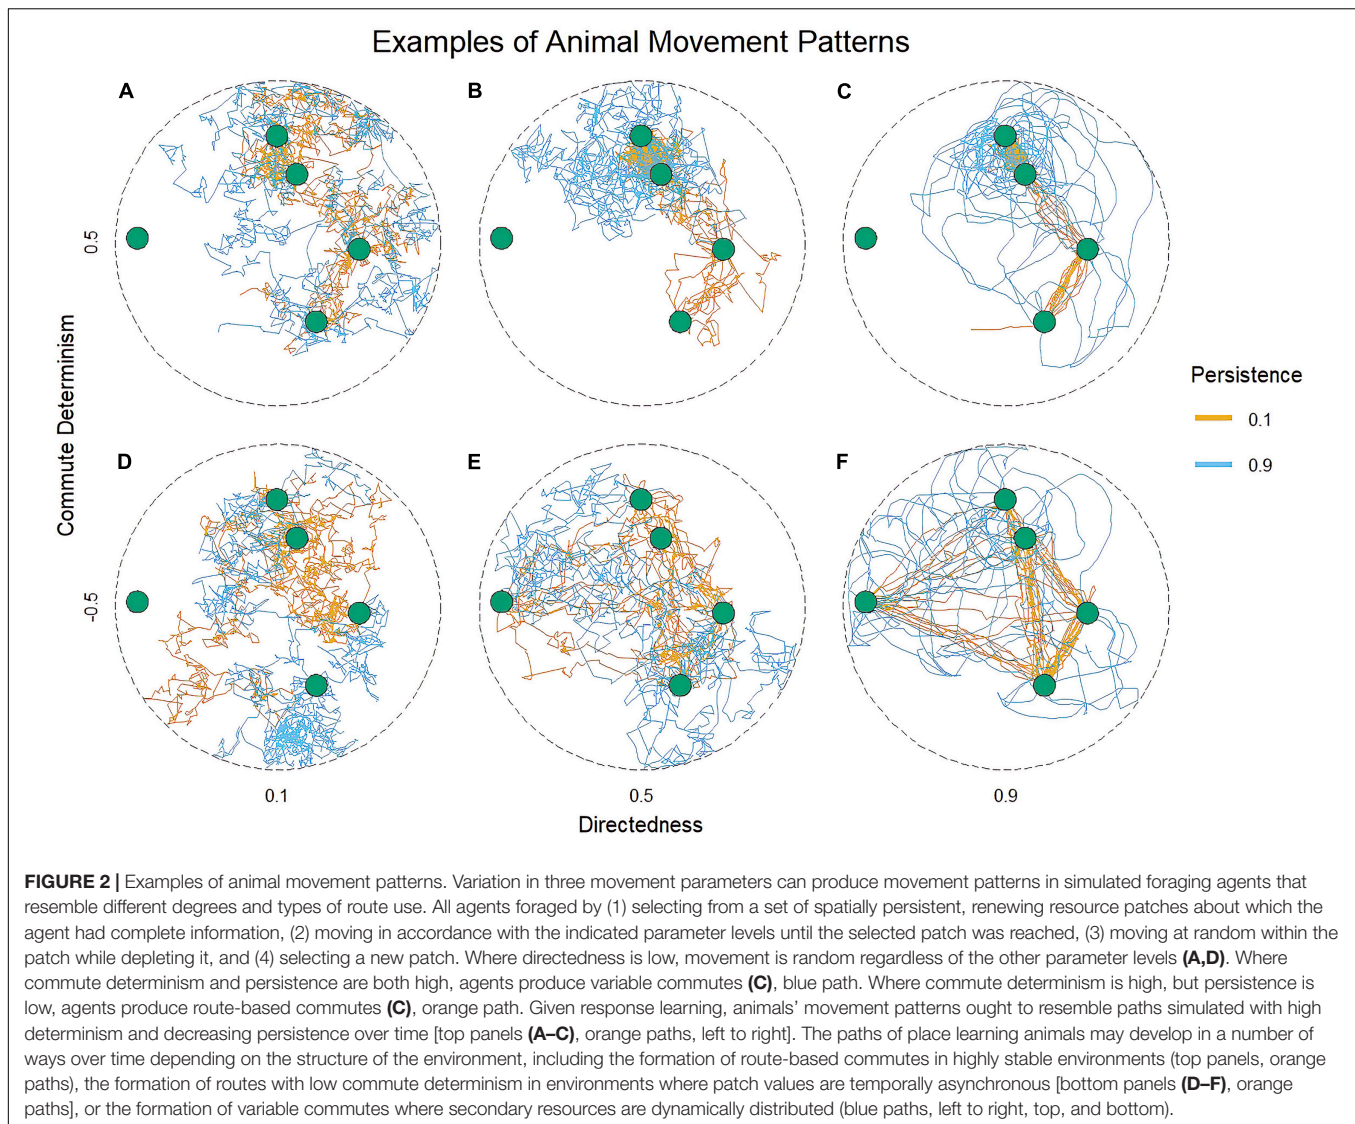 Examples of Animal Movement Patterns
A
B
C
0.5
Commute Determinism
Persistence
0.1
0.9
D
E
F
-0.5
0.1
0.5
0.9
Directedness
FIGURE 2 | Examples of animal movement patterns. Variation in three movement parameters can produce movement patterns in simulated foraging agents that
resemble different degrees and types of route use. All agents foraged by (1) selecting from a set of spatially persistent, renewing resource patches about which the
agent had complete information, (2) moving in accordance with the indicated parameter levels until the selected patch was reached, (3) moving at random within the
patch while depleting it, and (4) selecting a new patch. Where directedness is low, movement is random regardless of the other parameter levels (A,D). Where
commute determinism and persistence are both high, agents produce variable commutes (C), blue path. Where commute determinism is high, but persistence is
low, agents produce route-based commutes (C), orange path. Given response learning, animals' movement patterns ought to resemble paths simulated with high
determinism and decreasing persistence over time [top panels (A–C), orange paths, left to right]. The paths of place learning animals may develop in a number of
ways over time depending on the structure of the environment, including the formation of route-based commutes in highly stable environments (top panels, orange
paths), the formation of routes with low commute determinism in environments where patch values are temporally asynchronous [bottom panels (D–F), orange
paths], or the formation of variable commutes where secondary resources are dynamically distributed (blue paths, left to right, top, and bottom).